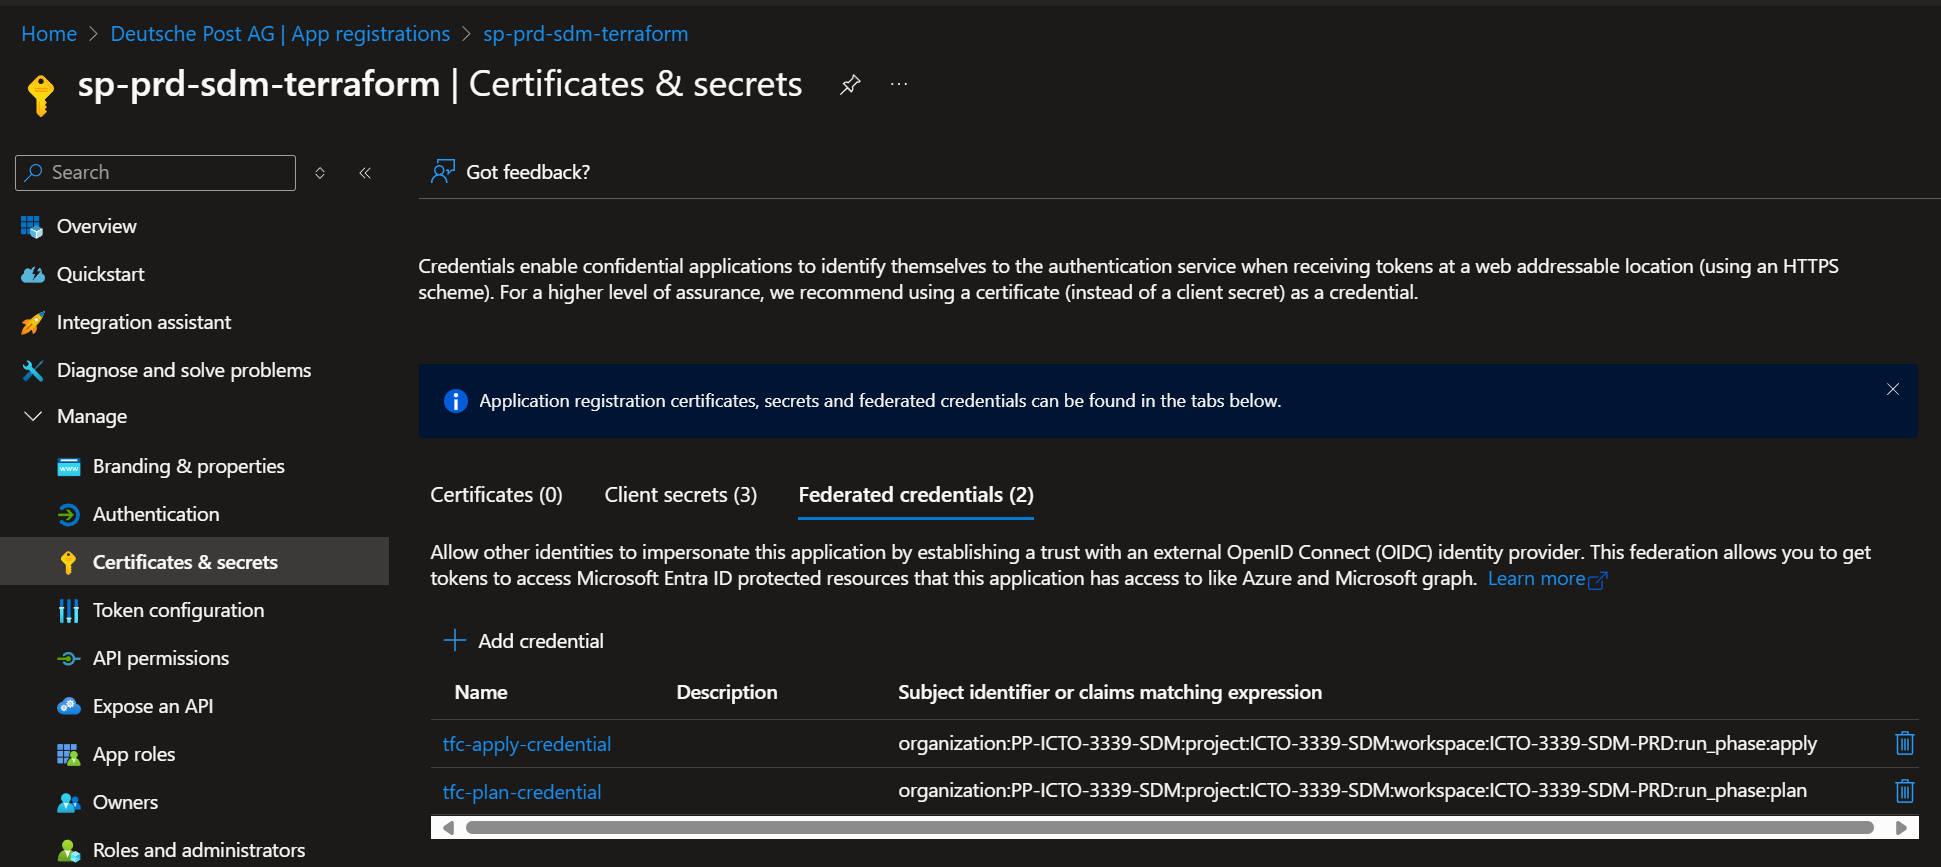 Home > Deutsche Post AG | App registrations > sp-prd-sdm-terraform
sp-prd-sdm-terraform | Certificates & secrets
Search
Got feedback?
Overview
Quickstart
Integration assistant
Diagnose and solve problems
Manage
Branding & properties
Authentication
Certificates & secrets
Token configuration
API permissions
Expose an API
App roles
Owners
Roles and administrators
Credentials enable confidential applications to identify themselves to the authentication service when receiving tokens at a web addressable location (using an HTTPS
scheme). For a higher level of assurance, we recommend using a certificate (instead of a client secret) as a credential.
Application registration certificates, secrets and federated credentials can be found in the tabs below.
Certificates (0) Client secrets (3) Federated credentials (2)
Allow other identities to impersonate this application by establishing a trust with an external OpenID Connect (OIDC) identity provider. This federation allows you to get
tokens to access Microsoft Entra ID protected resources that this application has access to like Azure and Microsoft graph. Learn more
Add credential
Name Description Subject identifier or claims matching expression
tfc-apply-credential organization:PP-ICTO-3339-SDM:project:ICTO-3339-SDM:workspace:ICTO-3339-SDM-PRD:run_phase:apply
tfc-plan-credential organization:PP-ICTO-3339-SDM:project:ICTO-3339-SDM:workspace:ICTO-3339-SDM-PRD:run_phase:plan